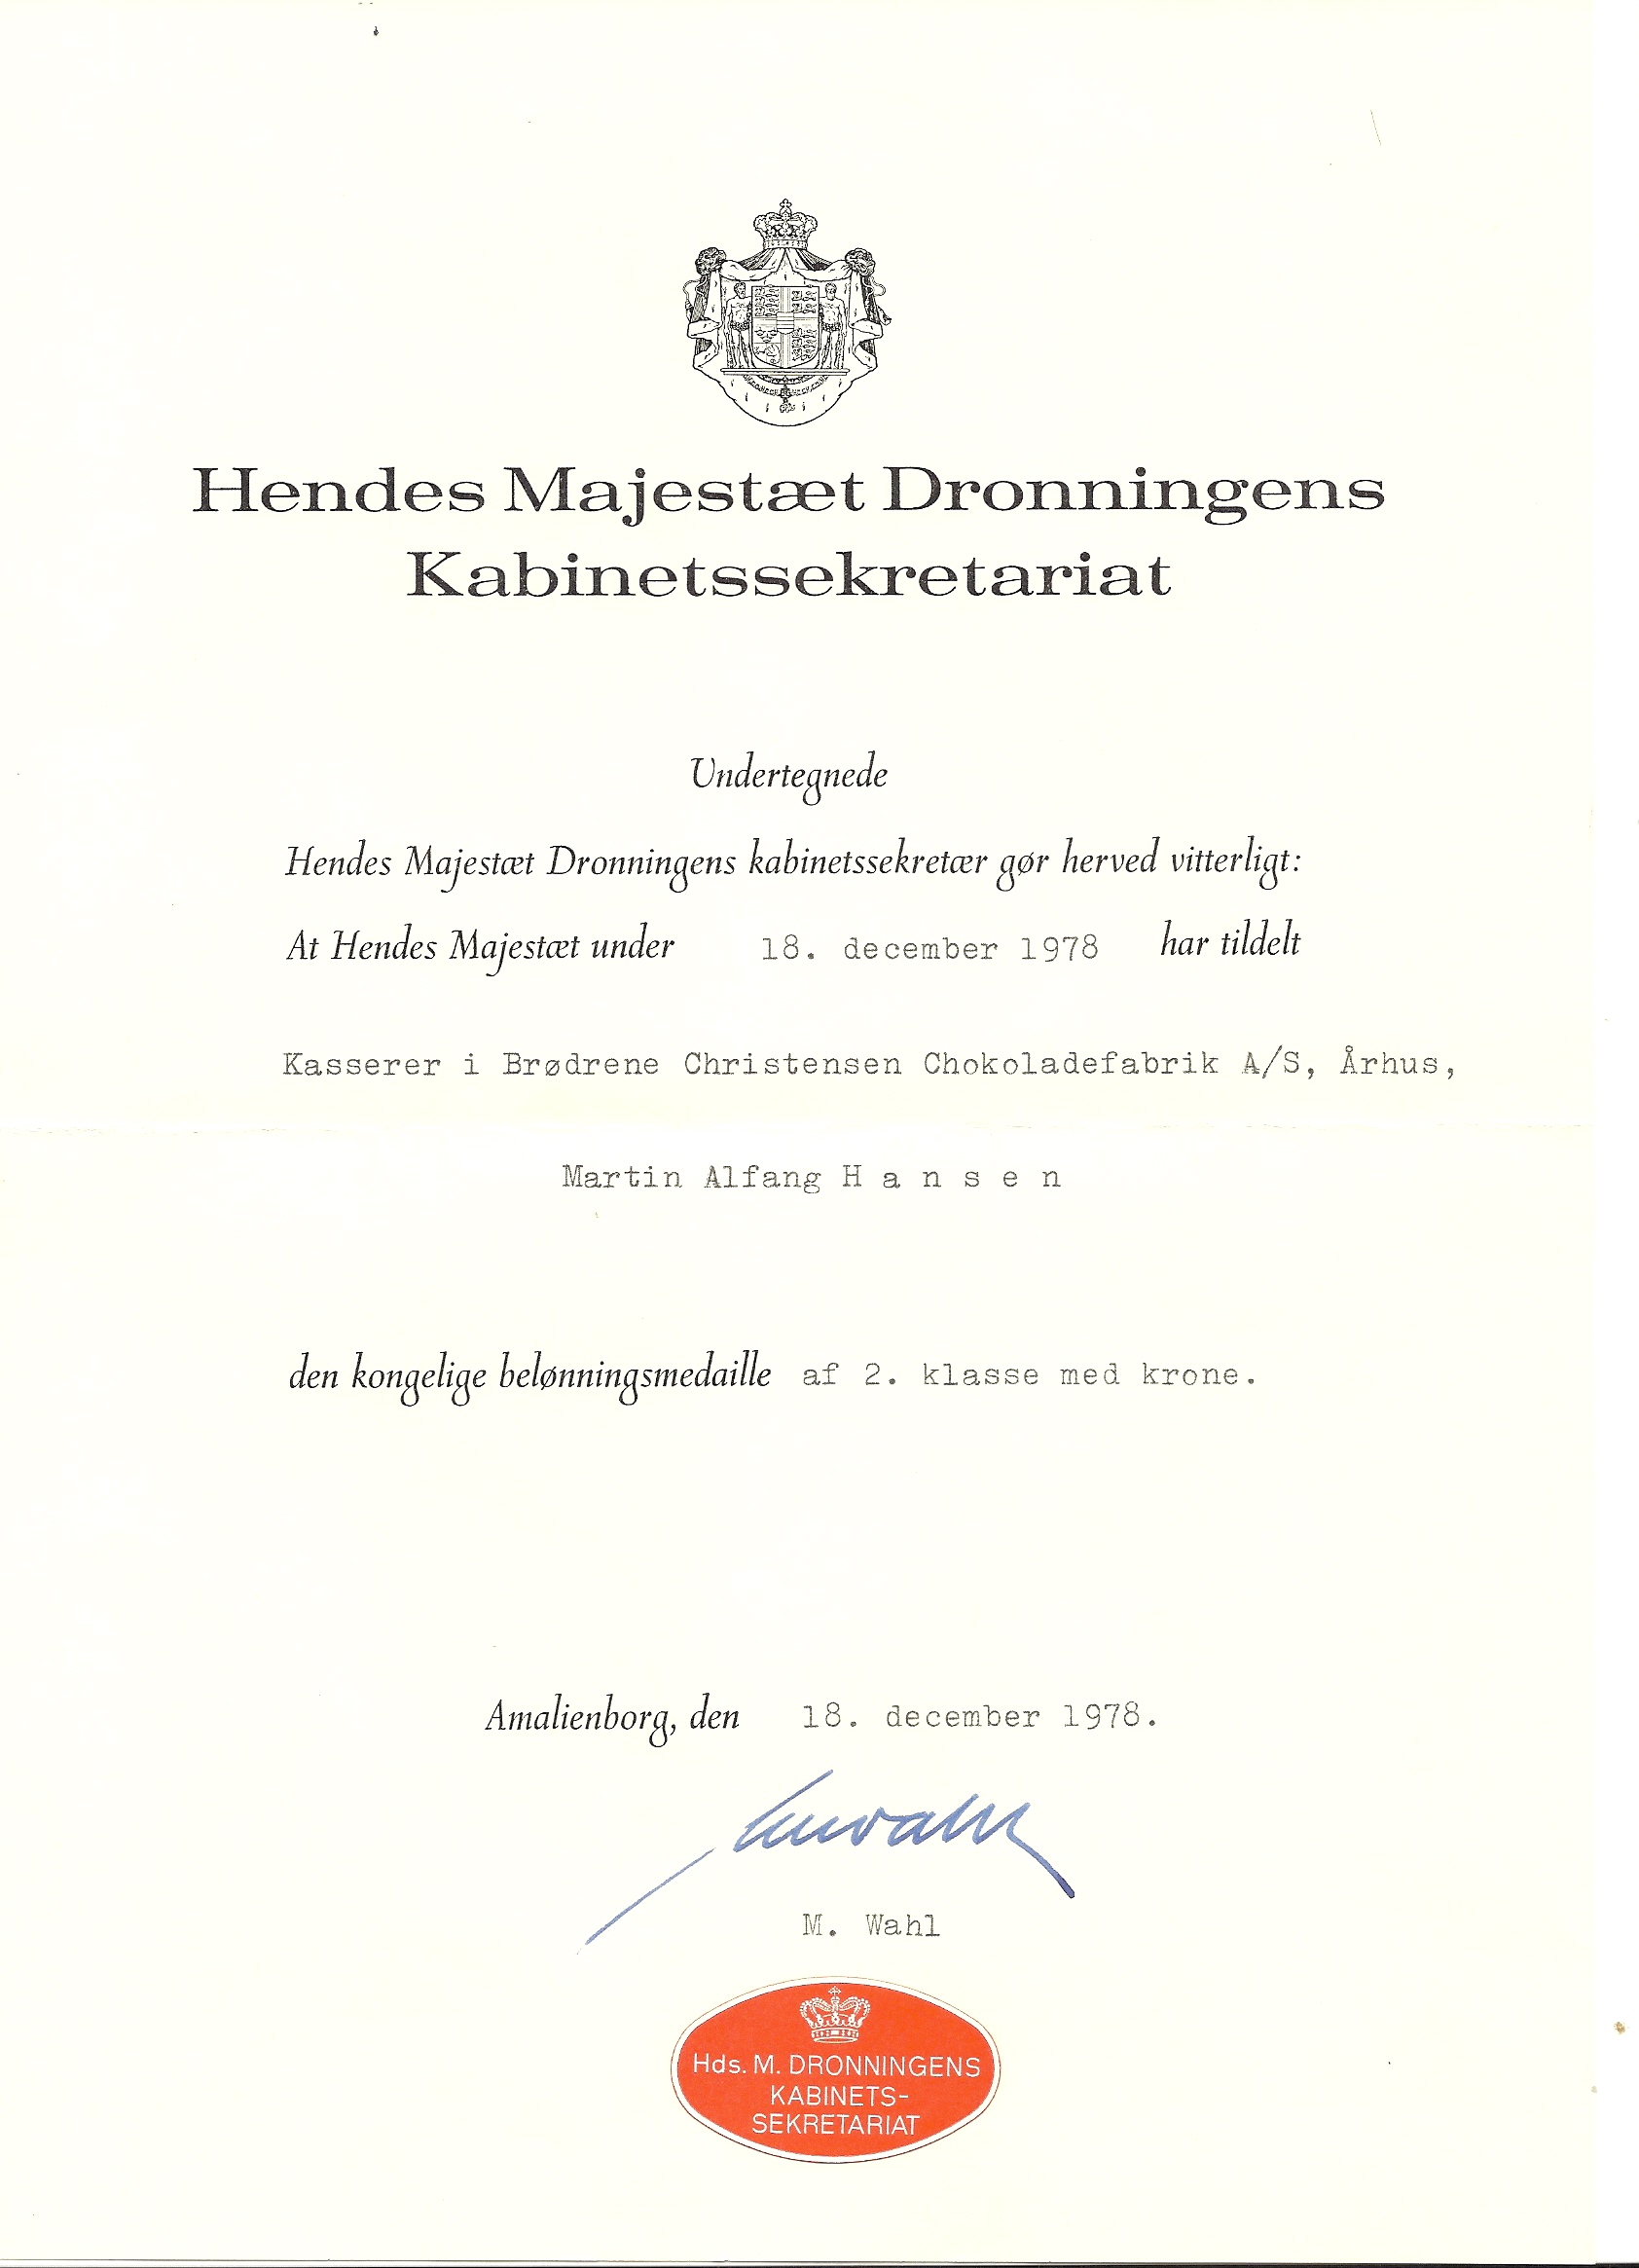 Hendes Majestæt Dronningens
Kabinetssekretariat
Undertegnede
Hendes Majestæt Dronningens kabinetssekretær gør herved vitterligt:
At Hendes Majestæt under 18. december 1978 har tildelt
Kasserer i Brødrene Christensen Chokoladefabrik A/S, Århus,
Martin Alfang H a n s e n
den kongelige belønningsmedaille af 2. klasse med krone.
Amalienborg, den 18. december 1978.
M. Wahl
Hds. M. DRONNINGENS
KABINETS-
SEKRETARIAT